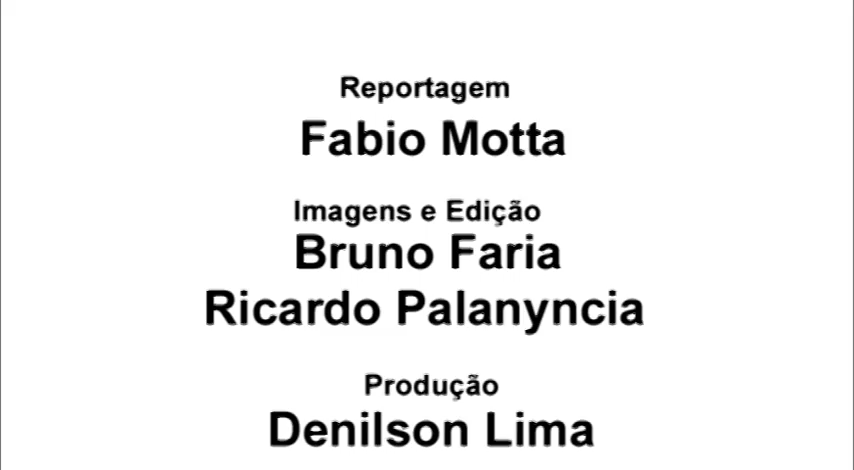 Reportagem
Fabio Motta
Imagens e Edição
Bruno Faria
Ricardo Palanyncia
Produção
Denilson Lima